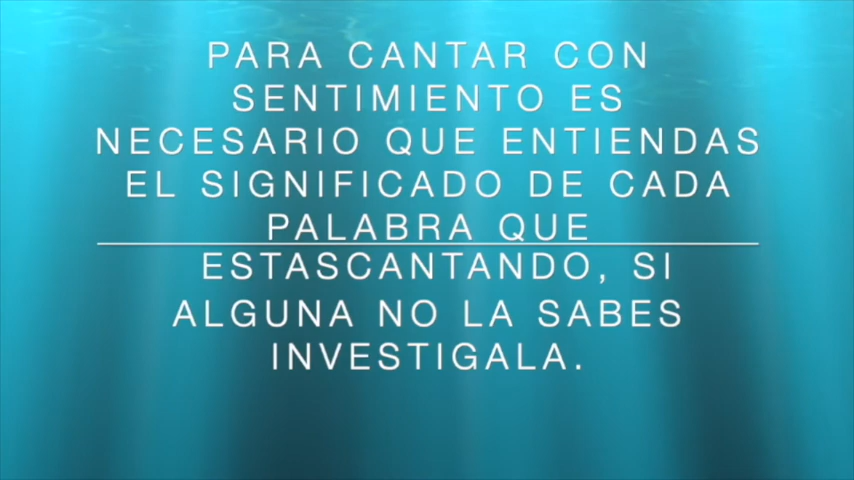 PARA CANTAR CON
SENTIMIENTO ES
NECESARIO QUE ENTIENDAS
EL SIGNIFICADO DE CADA
PALABRA QUE
ESTASCANTANDO, SI
ALGUNA NO LA SABES
INVESTIGALA.